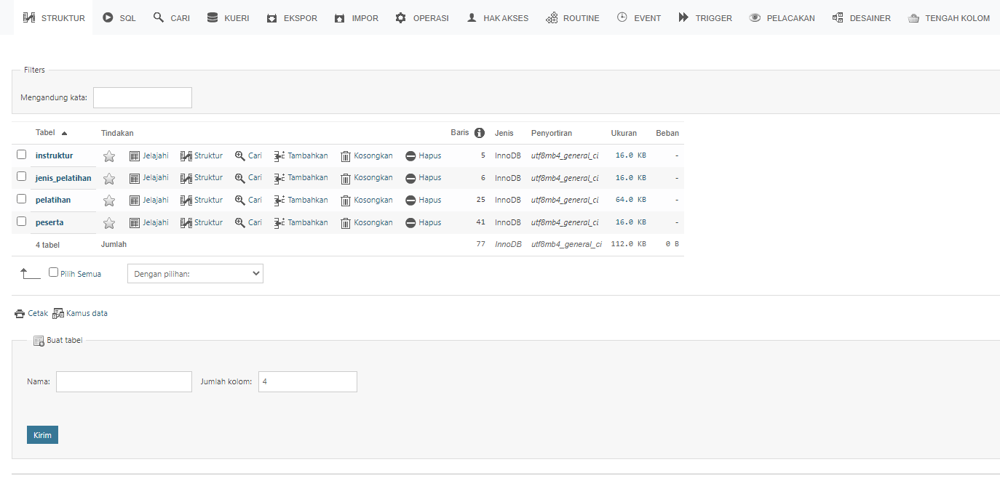 STRUKTUR SQL CARI KUERI EKSPOR IMPOR OPERASI HAK AKSES ROUTINE EVENT TRIGGER PELACAKAN DESAINER TENGAH KOLOM
Filters
Mengandung kata:
Tabel Tindakan Baris Jenis Penyortiran Ukuran Beban
instruktur Jelajahi Struktur Cari Tambahkan Kosongkan Hapus 5 InnoDB utf8mb4_general_ci 16.0 KB -
jenis_pelatihan Jelajahi Struktur Cari Tambahkan Kosongkan Hapus 6 InnoDB utf8mb4_general_ci 16.0 KB -
pelatihan Jelajahi Struktur Cari Tambahkan Kosongkan Hapus 25 InnoDB utf8mb4_general_ci 64.0 KB -
peserta Jelajahi Struktur Cari Tambahkan Kosongkan Hapus 41 InnoDB utf8mb4_general_ci 16.0 KB -
4 tabel Jumlah 77 InnoDB utf8mb4_general_ci 112.0 KB 0 B
Pilih Semua Dengan pilihan:
Cetak Kamus data
Buat tabel
Nama: Jumlah kolom: 4
Kirim